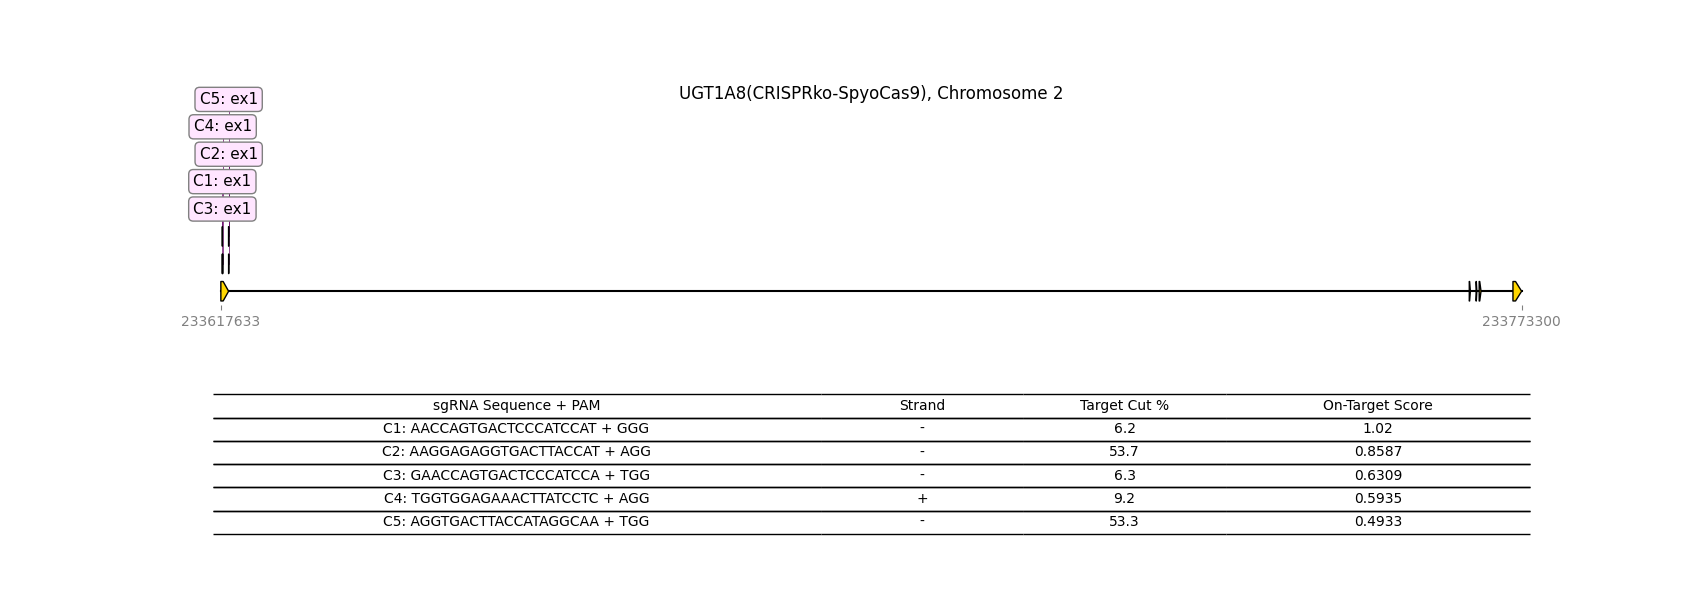 UGT1A8(CRISPRko-SpyoCas9), Chromosome 2
C5: ex1
C4: ex1
C2: ex1
C1: ex1
C3: ex1
233617633 233773300
sgRNA Sequence + PAM Strand Target Cut % On-Target Score
C1: AACCAGTGACTCCCATCCAT + GGG - 6.2 1.02
C2: AAGGAGAGGTGACTTACCAT + AGG - 53.7 0.8587
C3: GAACCAGTGACTCCCATCCA + TGG - 6.3 0.6309
C4: TGGTGGAGAAACTTATCCTC + AGG + 9.2 0.5935
C5: AGGTGACTTACCATAGGCAA + TGG - 53.3 0.4933